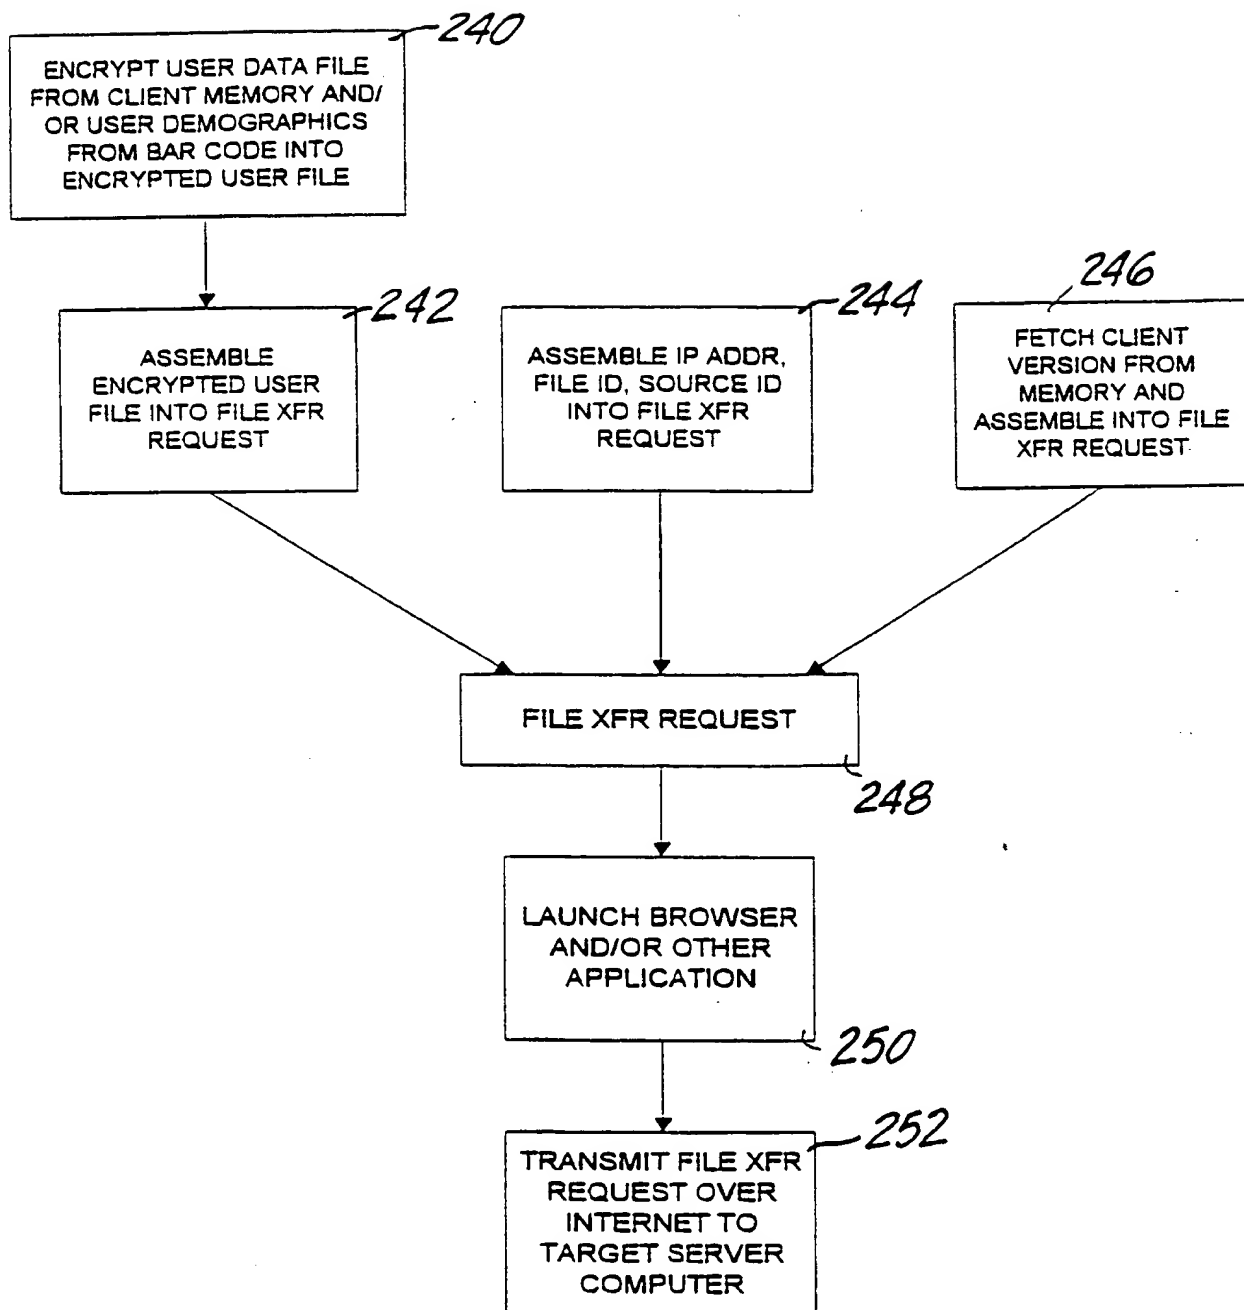 240
ENCRYPT USER DATA FILE
FROM CLIENT MEMORY AND/
OR USER DEMOGRAPHICS
FROM BAR CODE INTO
ENCRYPTED USER FILE
242
ASSEMBLE
ENCRYPTED USER
FILE INTO FILE XFR
REQUEST
244
ASSEMBLE IP ADDR,
FILE ID, SOURCE ID
INTO FILE XFR
REQUEST
246
FETCH CLIENT
VERSION FROM
MEMORY AND
ASSEMBLE INTO FILE
XFR REQUEST
FILE XFR REQUEST
248
LAUNCH BROWSER
AND/OR OTHER
APPLICATION
250
252
TRANSMIT FILE XFR
REQUEST OVER
INTERNET TO
TARGET SERVER
COMPUTER